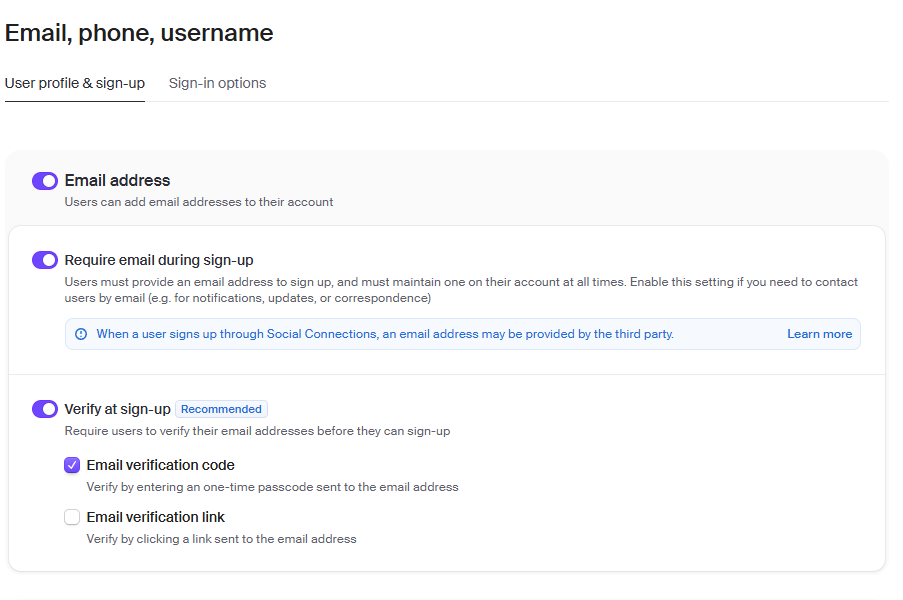 Email, phone, username
User profile & sign-up Sign-in options
Email address
Users can add email addresses to their account
Require email during sign-up
Users must provide an email address to sign up, and must maintain one on their account at all times. Enable this setting if you need to contact
users by email (e.g. for notifications, updates, or correspondence)
When a user signs up through Social Connections, an email address may be provided by the third party. Learn more
Verify at sign-up Recommended
Require users to verify their email addresses before they can sign-up
Email verification code
Verify by entering an one-time passcode sent to the email address
Email verification link
Verify by clicking a link sent to the email address